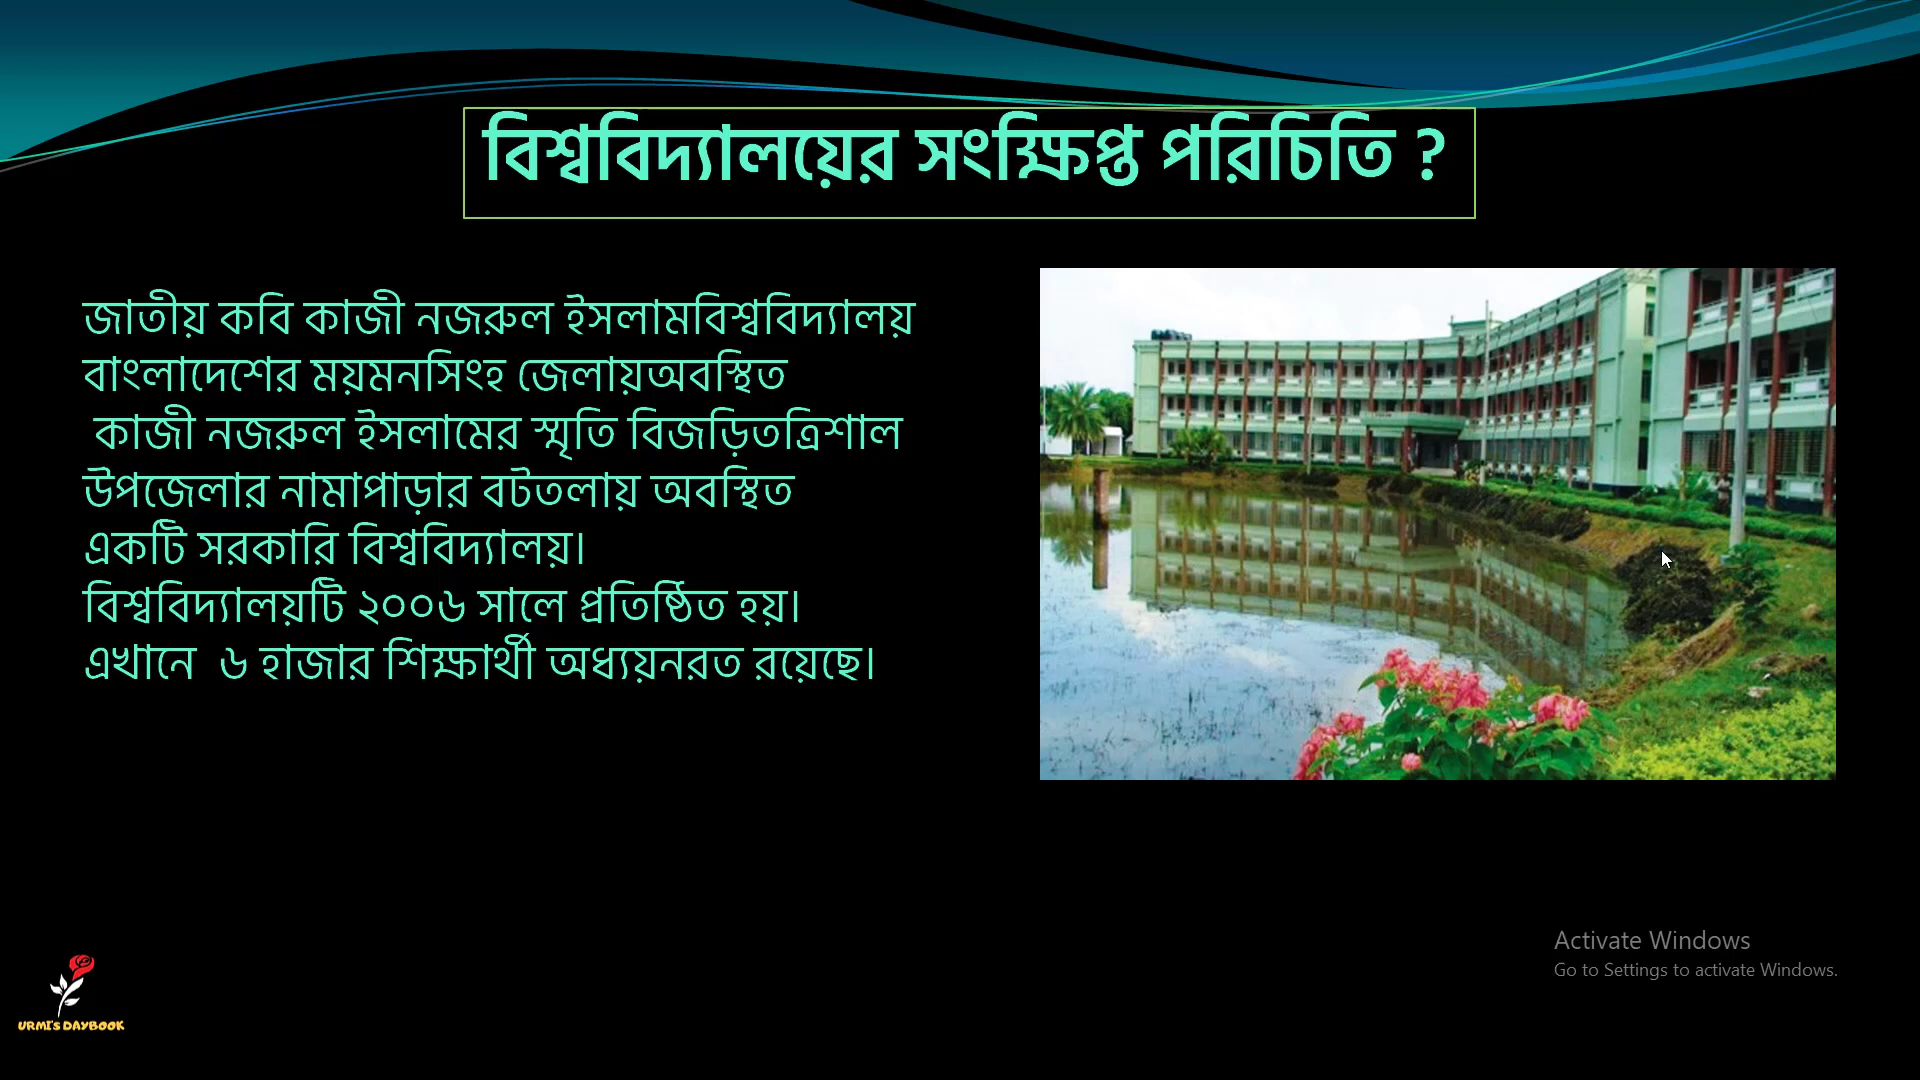 বিশ্ববিদ্যালয়ের সংক্ষিপ্ত পরিচিতি ?
জাতীয় কবি কাজী নজরুল ইসলামবিশ্ববিদ্যালয়
বাংলাদেশের ময়মনসিংহ জেলায়অবস্থিত
কাজী নজরুল ইসলামের স্মৃতি বিজড়িতত্রিশাল
উপজেলার নামাপাড়ার বটতলায় অবস্থিত
একটি সরকারি বিশ্ববিদ্যালয়।
বিশ্ববিদ্যালয়টি ২০০৬ সালে প্রতিষ্ঠিত হয়।
এখানে ৬ হাজার শিক্ষার্থী অধ্যয়নরত রয়েছে।
Activate Windows
Go to Settings to activate Windows.
URMI's DAYBOOK